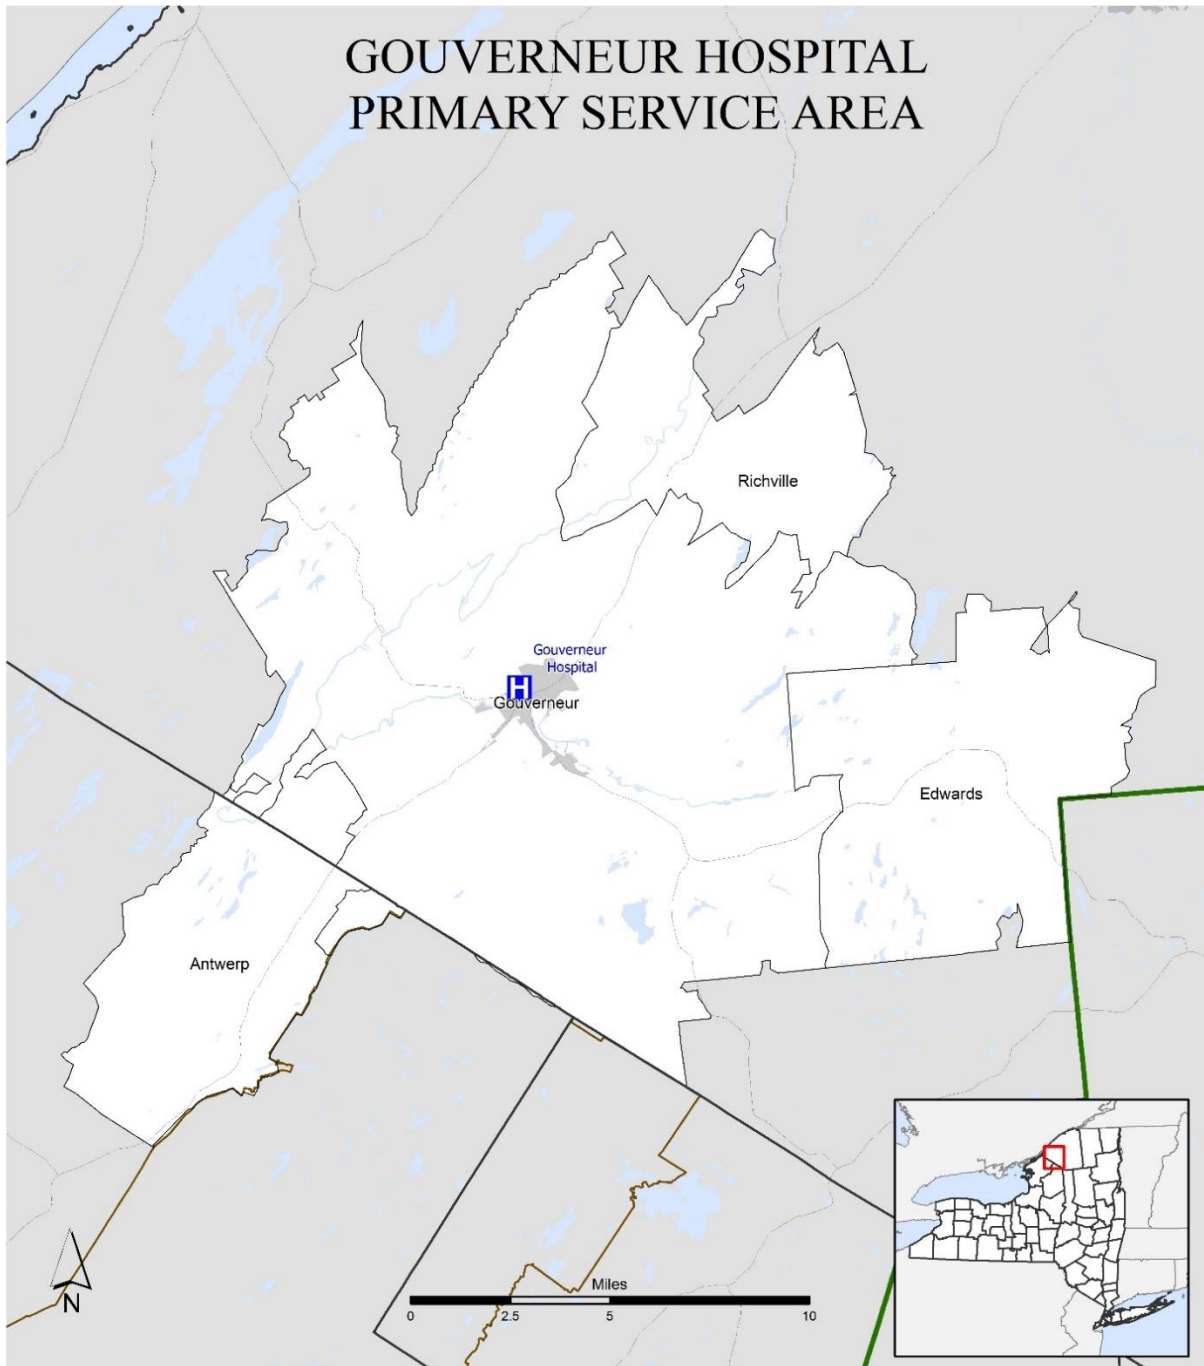 GOUVERNEUR HOSPITAL
PRIMARY SERVICE AREA
Richville
Gouverneur
Hospital
H
Gouverneur
Edwards
Antwerp
N
Miles
0 2.5 5 10